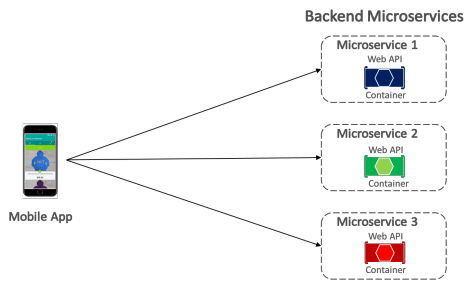 Backend Microservices
Microservice 1
Web API
Container
Microservice 2
Web API
Container
Mobile App
Microservice 3
Web API
Container